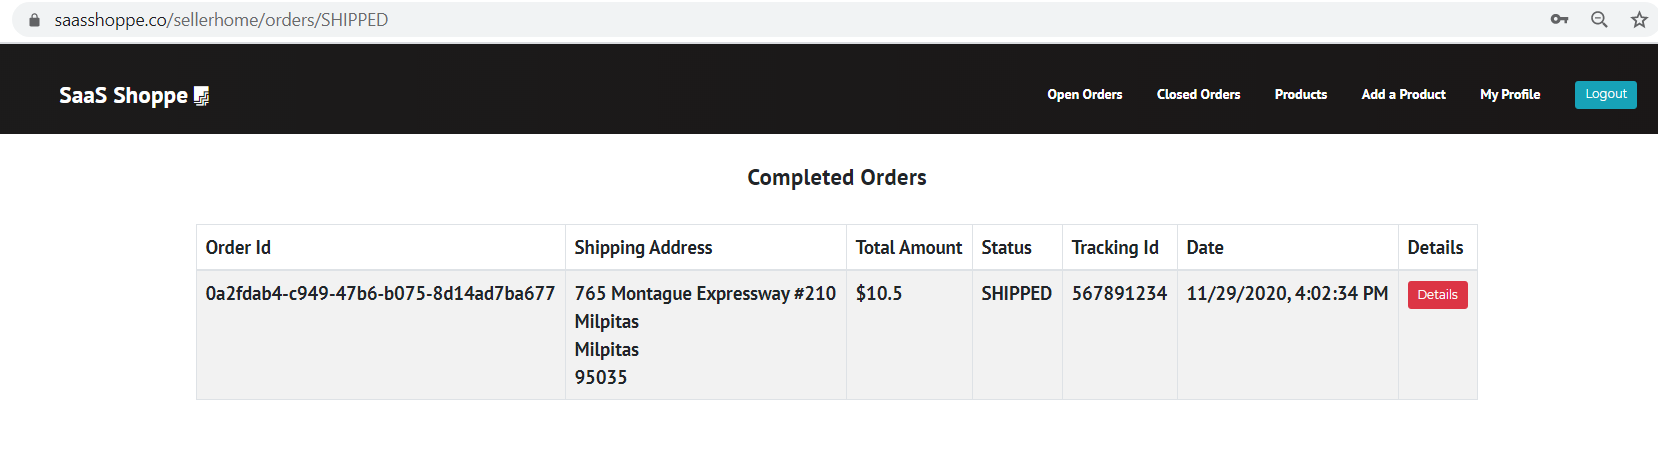 saasshoppe.co/sellerhome/orders/SHIPPED
SaaS Shoppe
Open Orders Closed Orders Products Add a Product My Profile Logout
Completed Orders
Order Id Shipping Address Total Amount Status Tracking Id Date Details
0a2fdab4-c949-47b6-b075-8d14ad7ba677 765 Montague Expressway #210 $10.5 SHIPPED 567891234 11/29/2020, 4:02:34 PM Details
Milpitas
Milpitas
95035